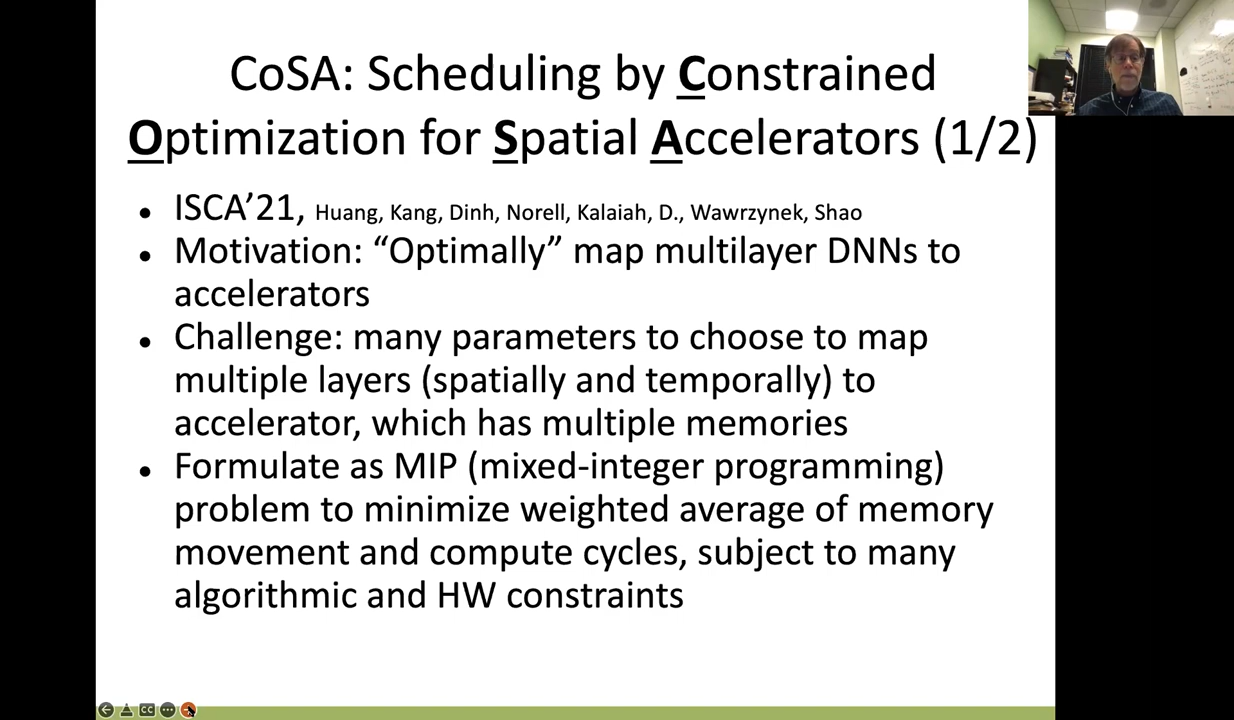 CoSA: Scheduling by Constrained
Optimization for Spatial Accelerators (1/2)
• ISCA’21, Huang, Kang, Dinh, Norell, Kalaiah, D., Wawrzynek, Shao
• Motivation: “Optimally” map multilayer DNNs to
accelerators
• Challenge: many parameters to choose to map
multiple layers (spatially and temporally) to
accelerator, which has multiple memories
• Formulate as MIP (mixed-integer programming)
problem to minimize weighted average of memory
movement and compute cycles, subject to many
algorithmic and HW constraints
CC